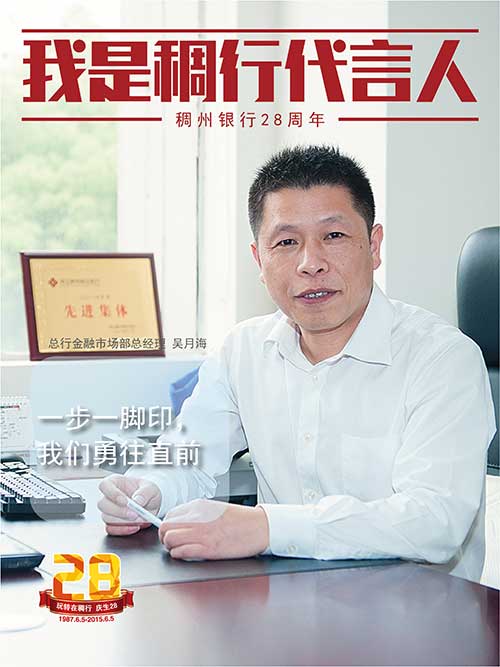 我是稠行代言人
稠州银行28周年
先进集体
总行金融市场部总经理 吴月海
一步一脚印，
我们勇往直前
28
玩转在稠行 庆生28
1987.6.5-2015.6.5